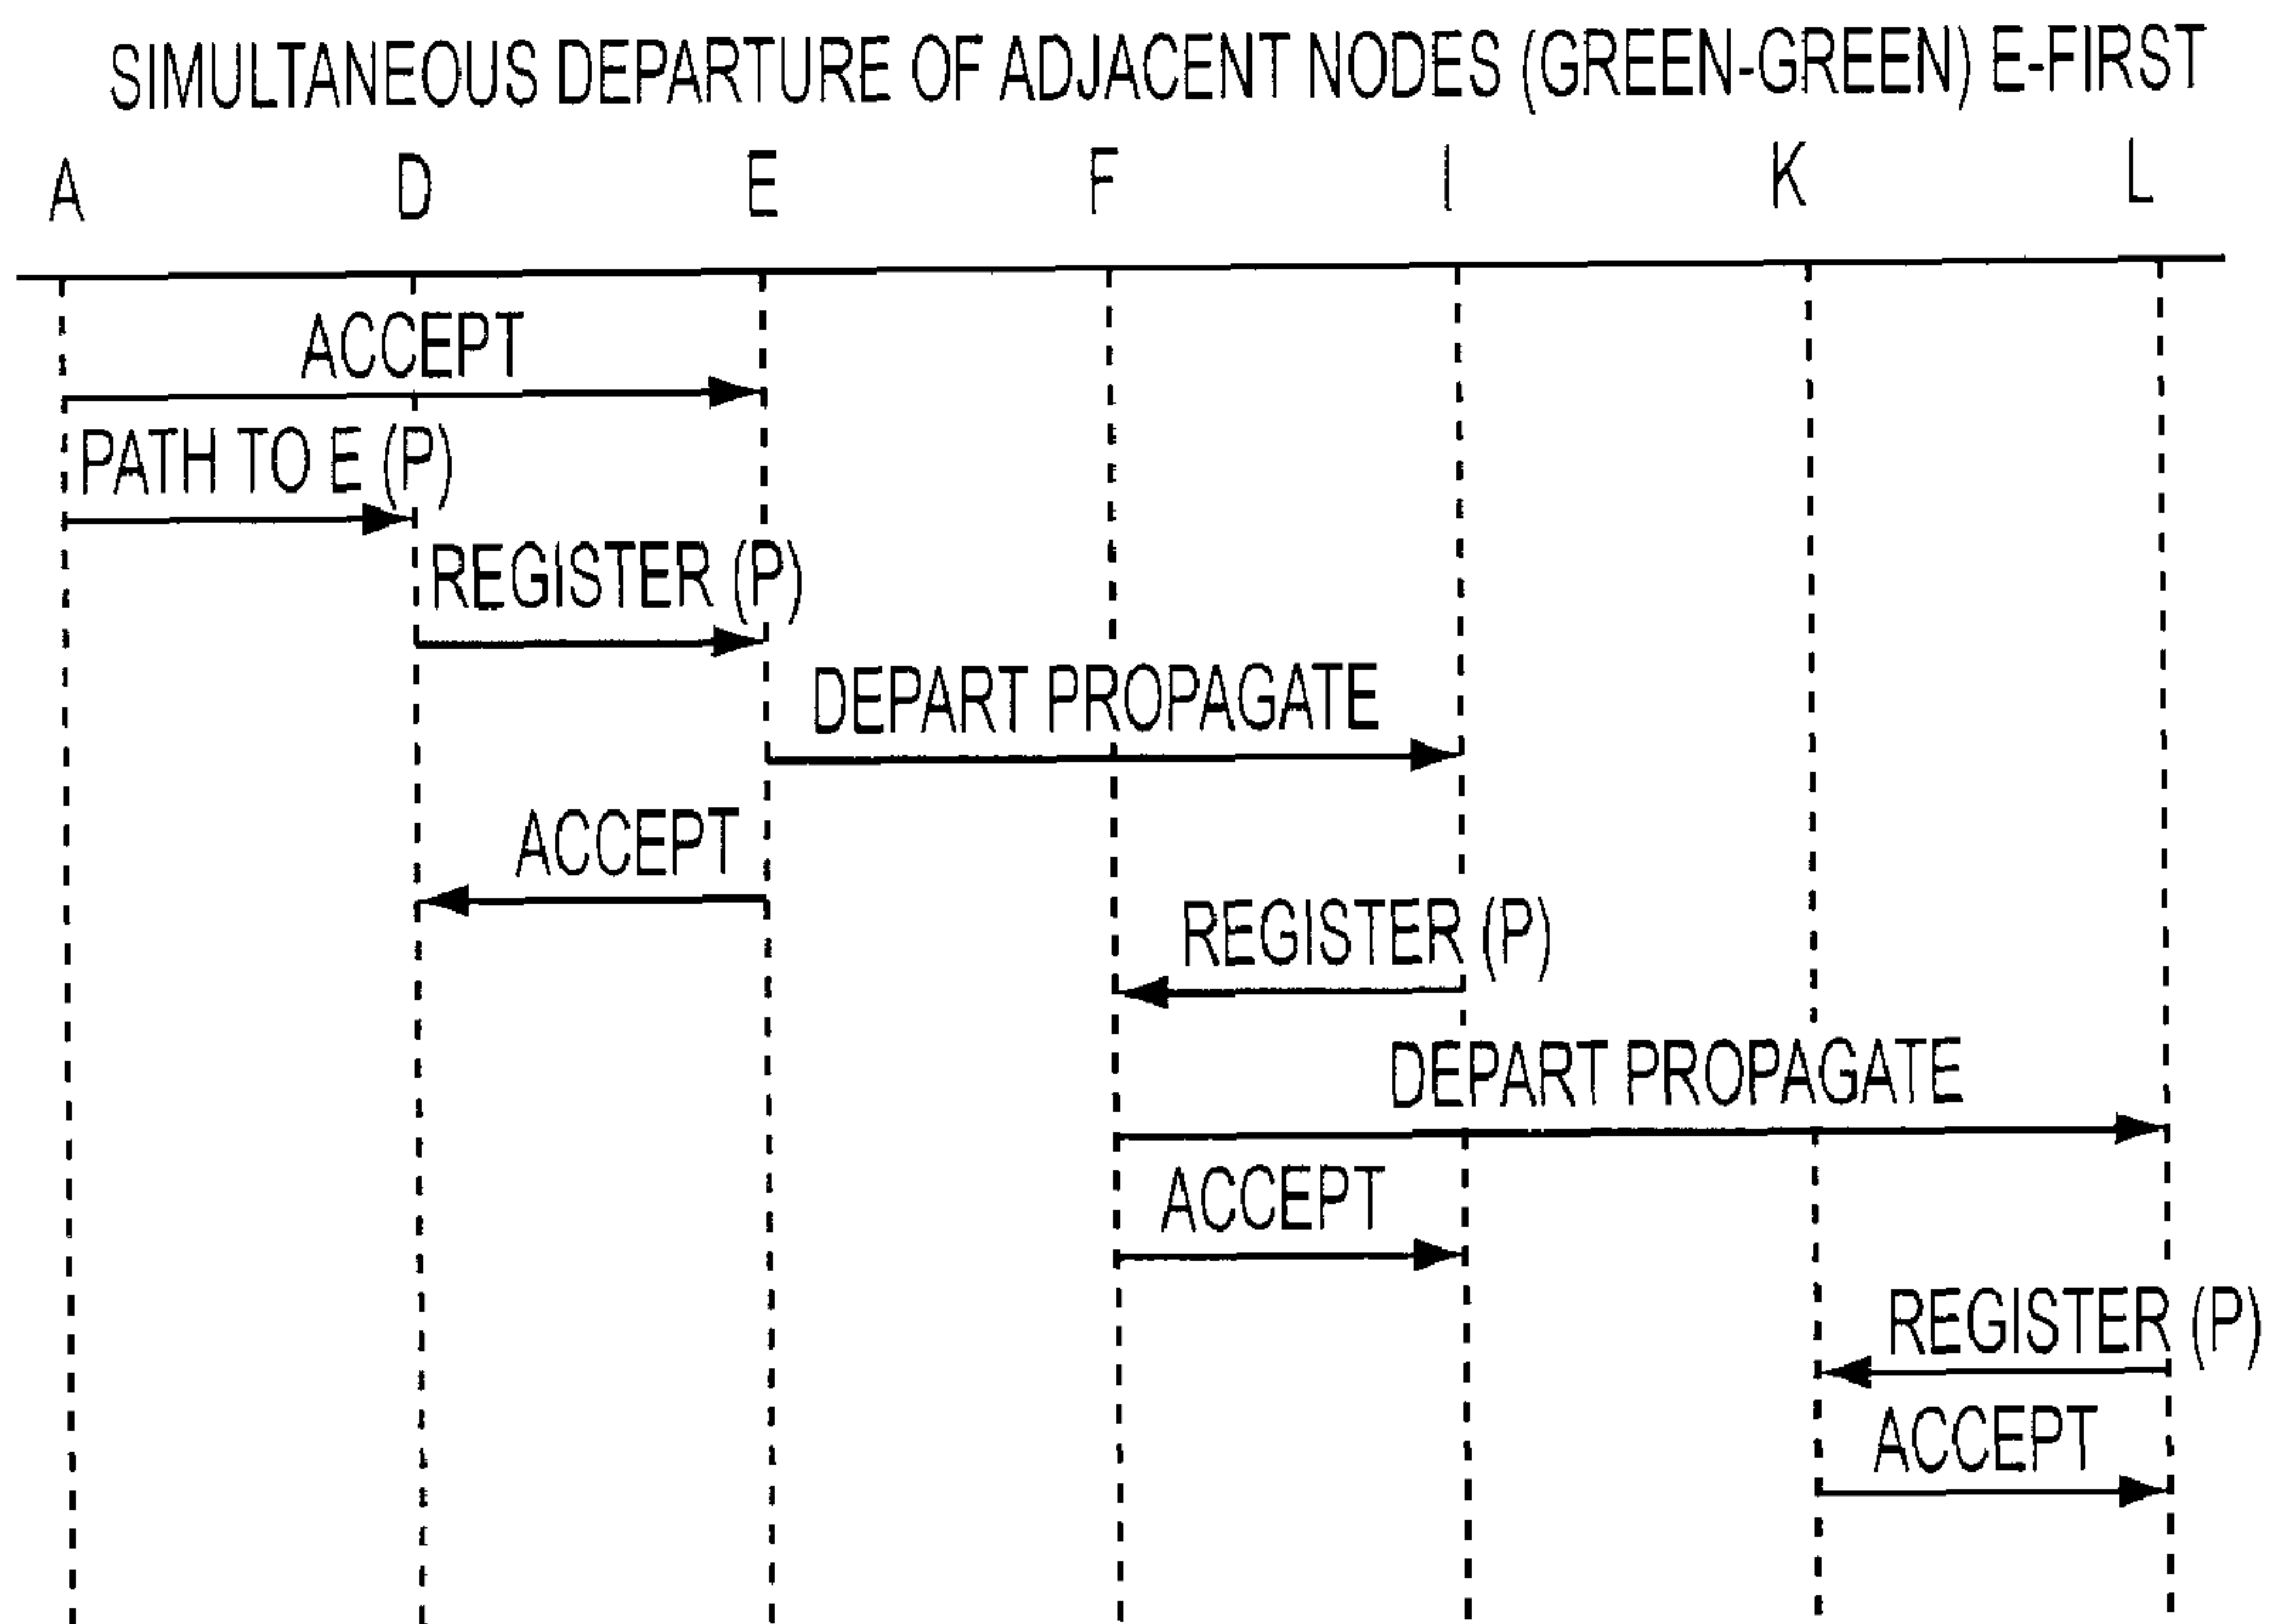 SIMULTANEOUS DEPARTURE OF ADJACENT NODES (GREEN-GREEN) E-FIRST
A D E F I K L
ACCEPT
PATH TO E (P)
REGISTER (P)
DEPART PROPAGATE
ACCEPT
REGISTER (P)
DEPART PROPAGATE
ACCEPT
REGISTER (P)
ACCEPT